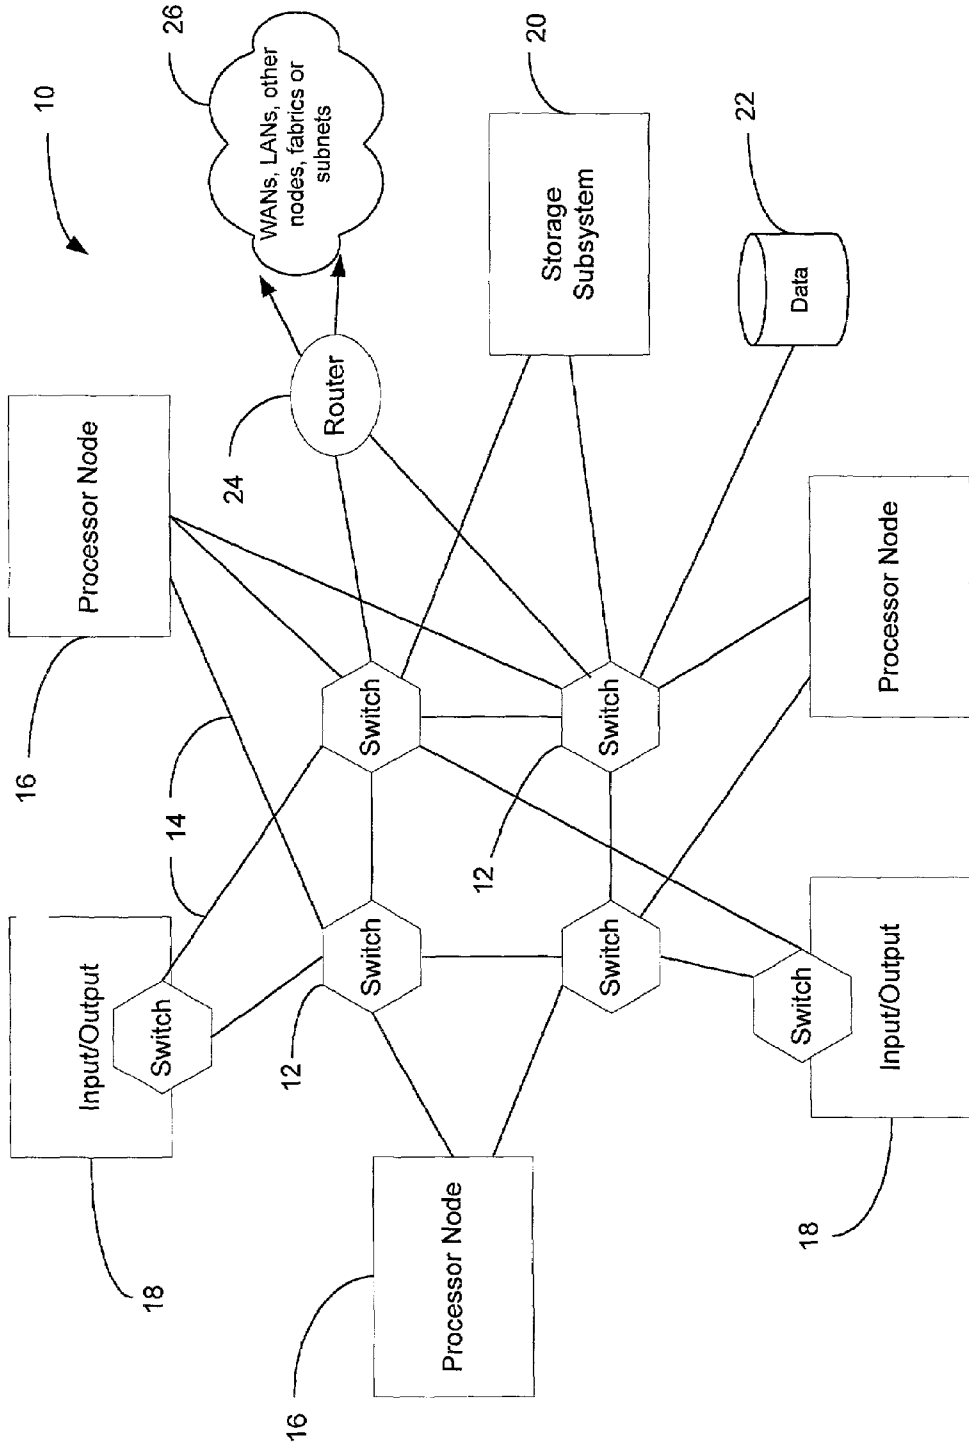 10
26
WANs, LANs, other
nodes, fabrics or
subnets
20
Storage
Subsystem
22
Data
Router
24
Processor Node
16
14
Input/Output
Switch
18
Switch
12
Switch
Switch
12
Switch
Processor Node
Processor Node
16
Switch
Input/Output
18